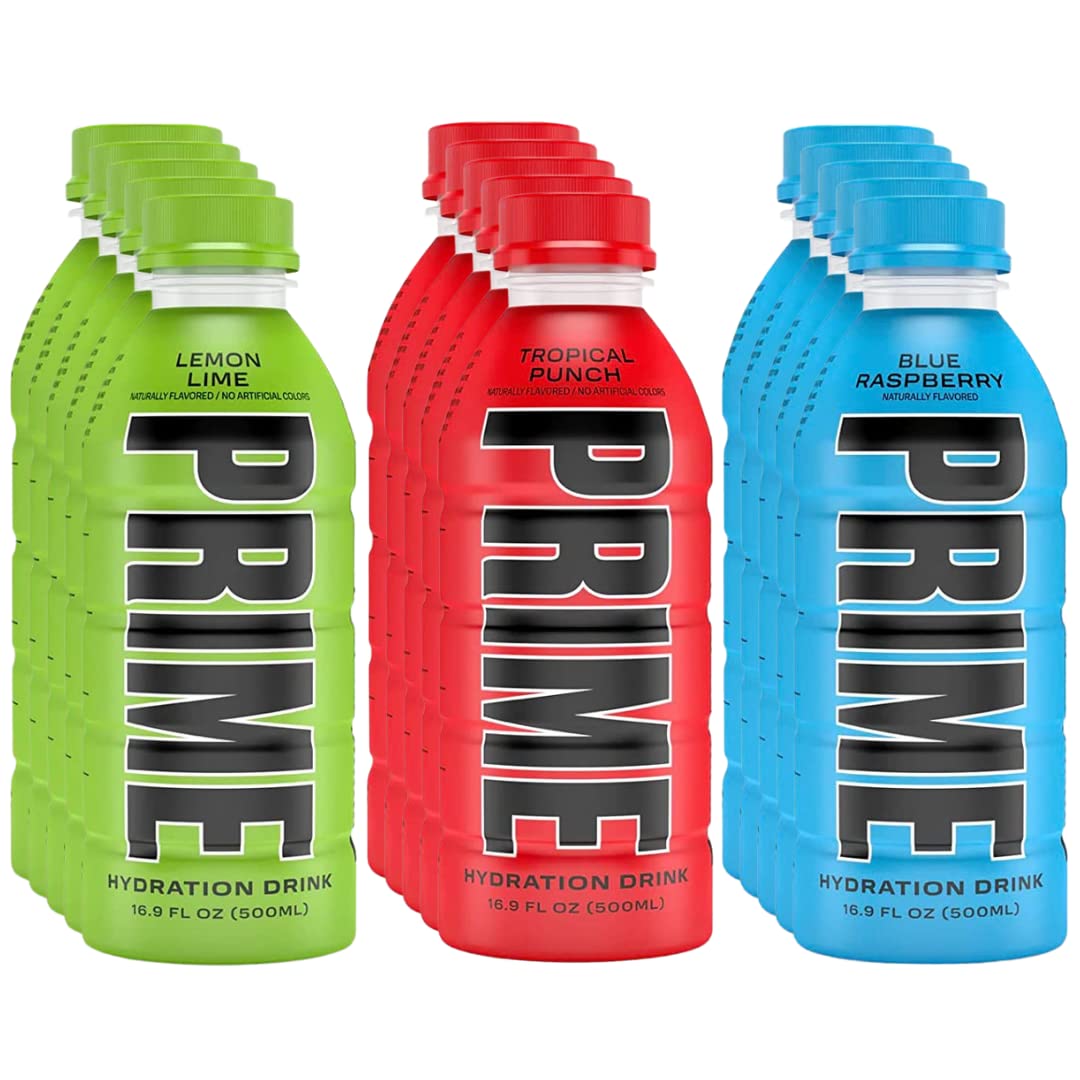 LEMON
LIME
NATURALLY FLAVORED / NO ARTIFICIAL COLORS
PRIME
HYDRATION DRINK
16.9 FL OZ (500ML)
TROPICAL
PUNCH
NATURALLY FLAVORED / NO ARTIFICIAL COLORS
PRIME
HYDRATION DRINK
16.9 FL OZ (500ML)
BLUE
RASPBERRY
NATURALLY FLAVORED
PRIME
HYDRATION DRINK
16.9 FL OZ (500ML)